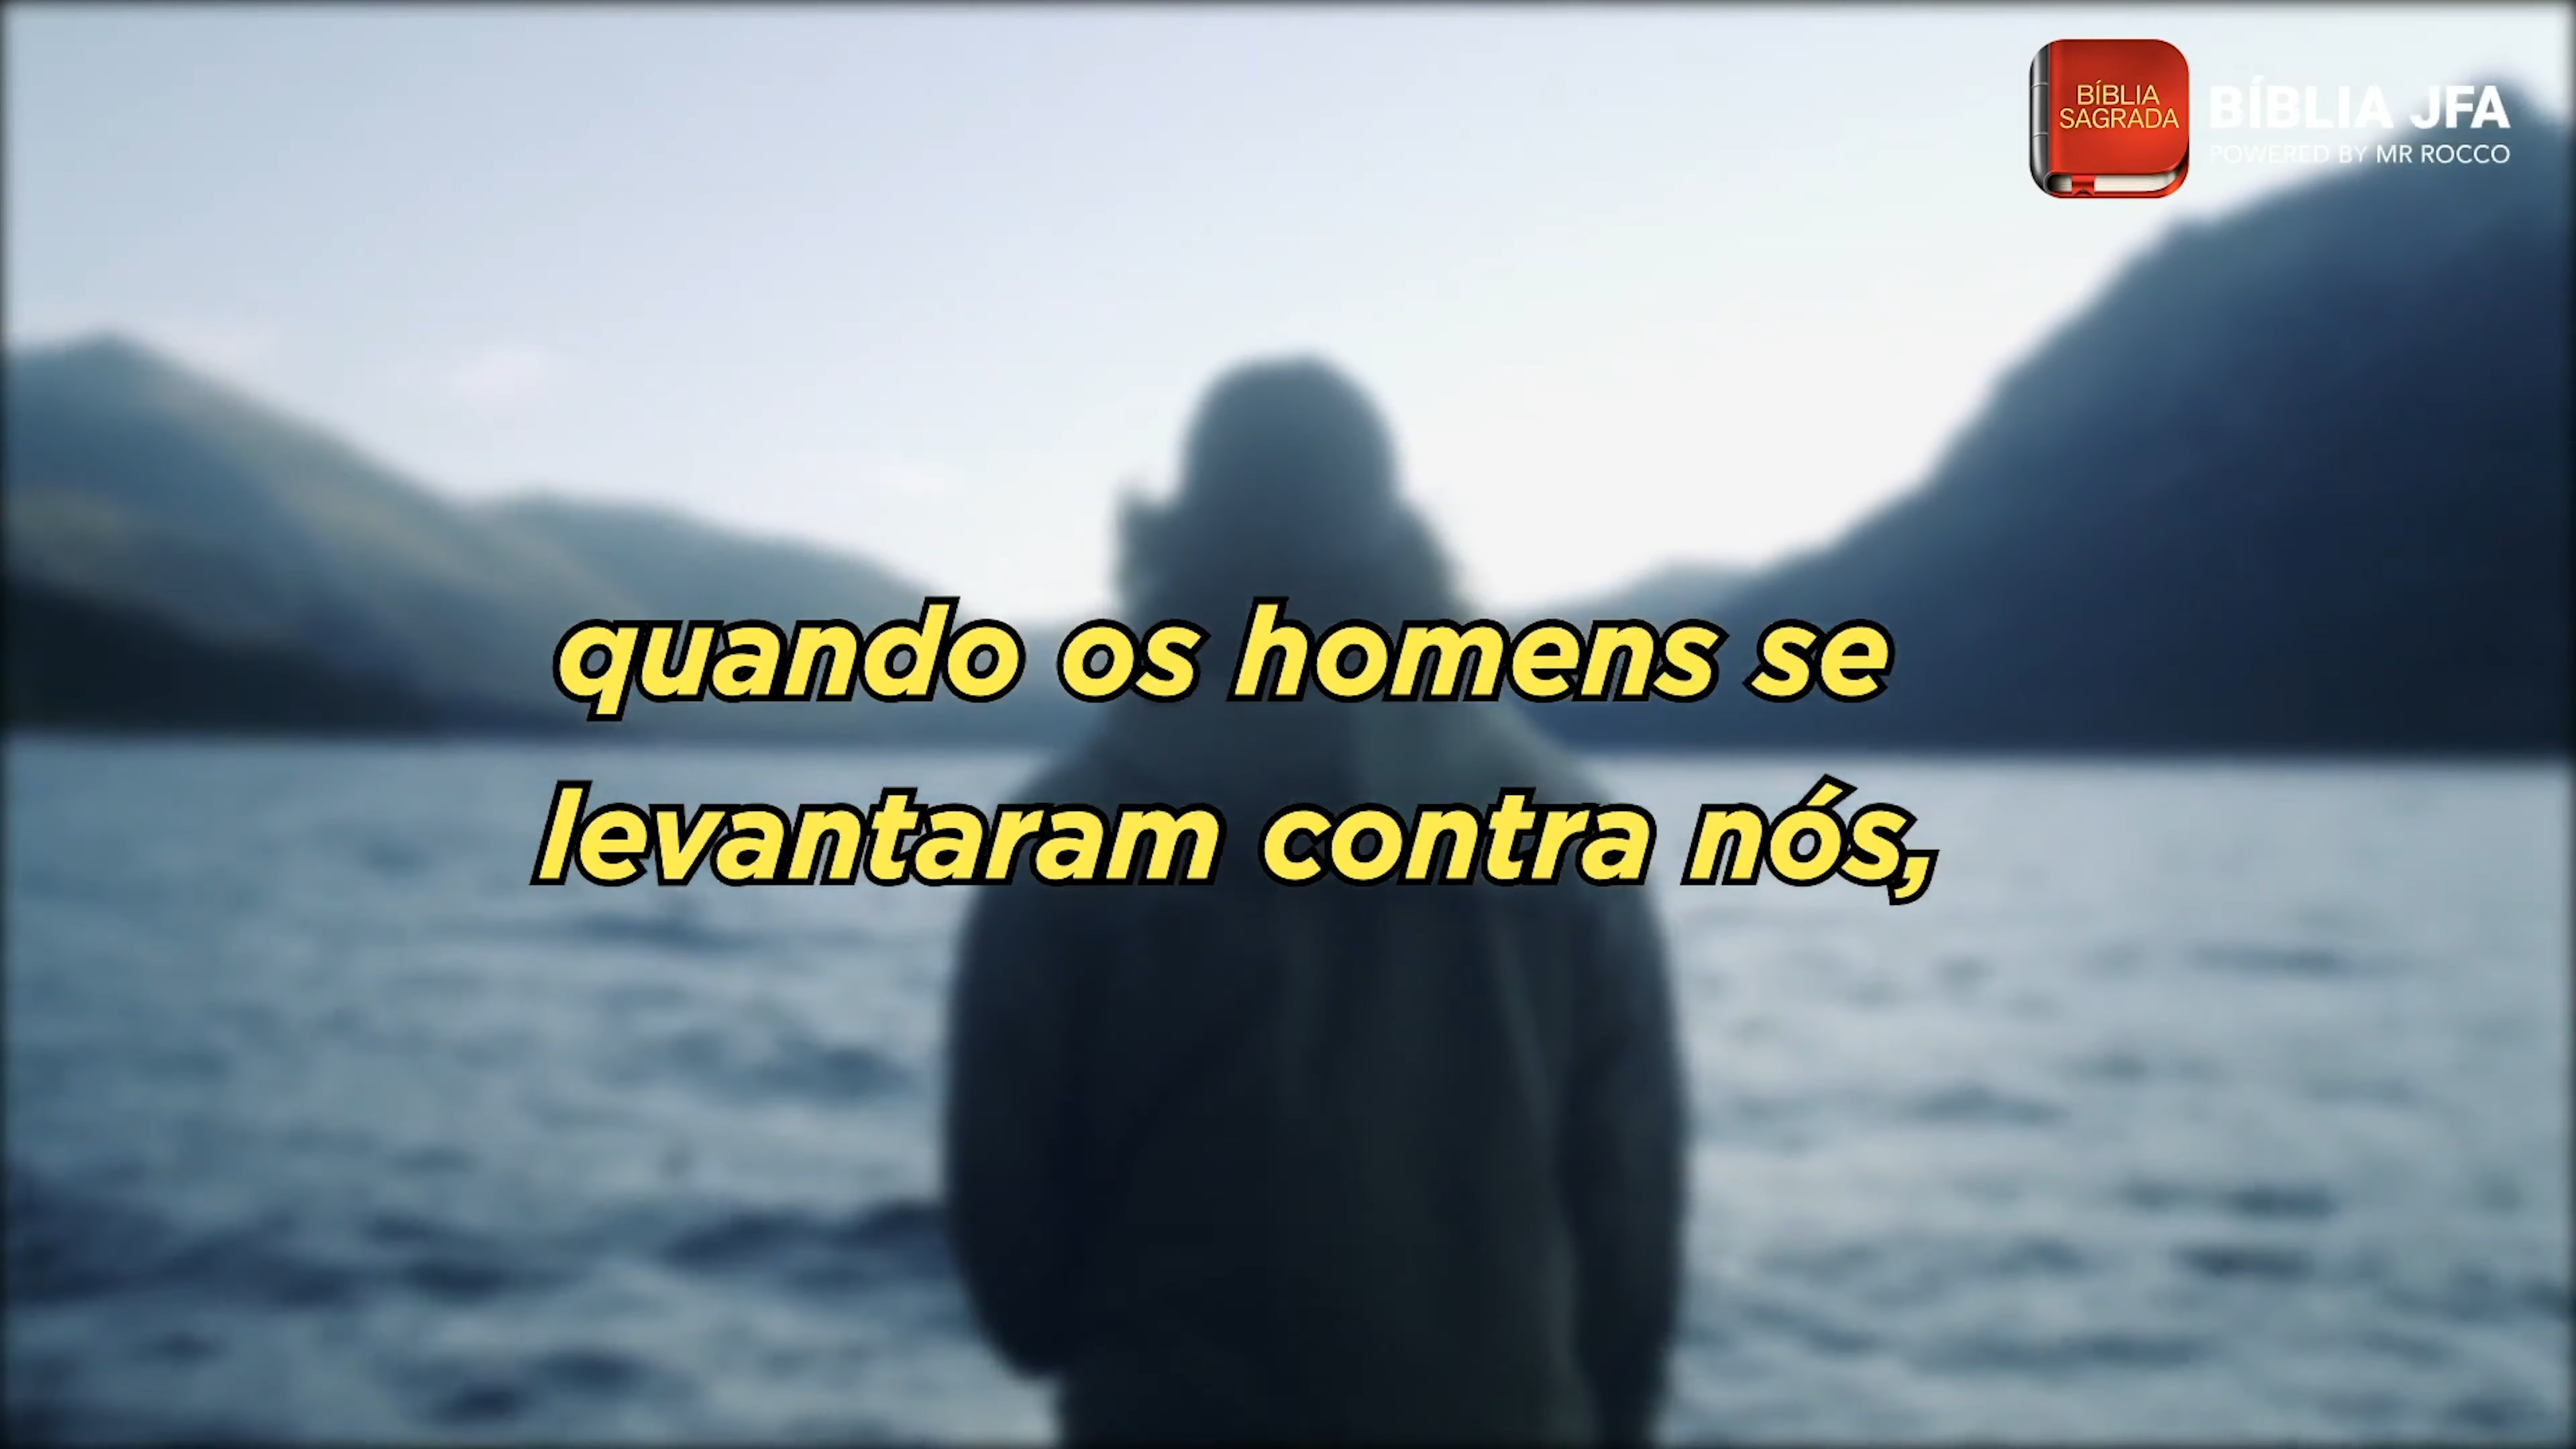 BÍBLIA
SAGRADA
BÍBLIA JFA
POWERED BY MR ROCCO
quando os homens se
levantaram contra nós,